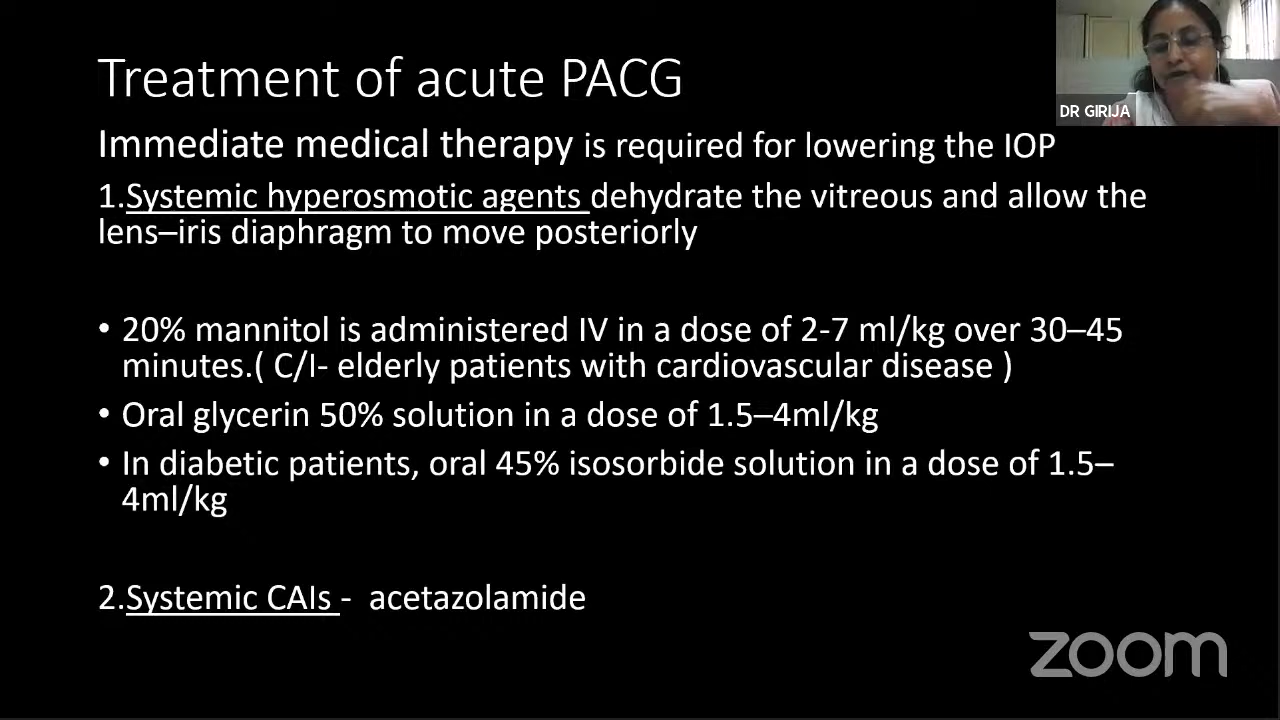 Treatment of acute PACG
DR GIRIJA
Immediate medical therapy is required for lowering the IOP
1.Systemic hyperosmotic agents dehydrate the vitreous and allow the
lens–iris diaphragm to move posteriorly
• 20% mannitol is administered IV in a dose of 2-7 ml/kg over 30–45
minutes.( C/I- elderly patients with cardiovascular disease )
• Oral glycerin 50% solution in a dose of 1.5–4ml/kg
• In diabetic patients, oral 45% isosorbide solution in a dose of 1.5–
4ml/kg
2.Systemic CAIs - acetazolamide
zoom